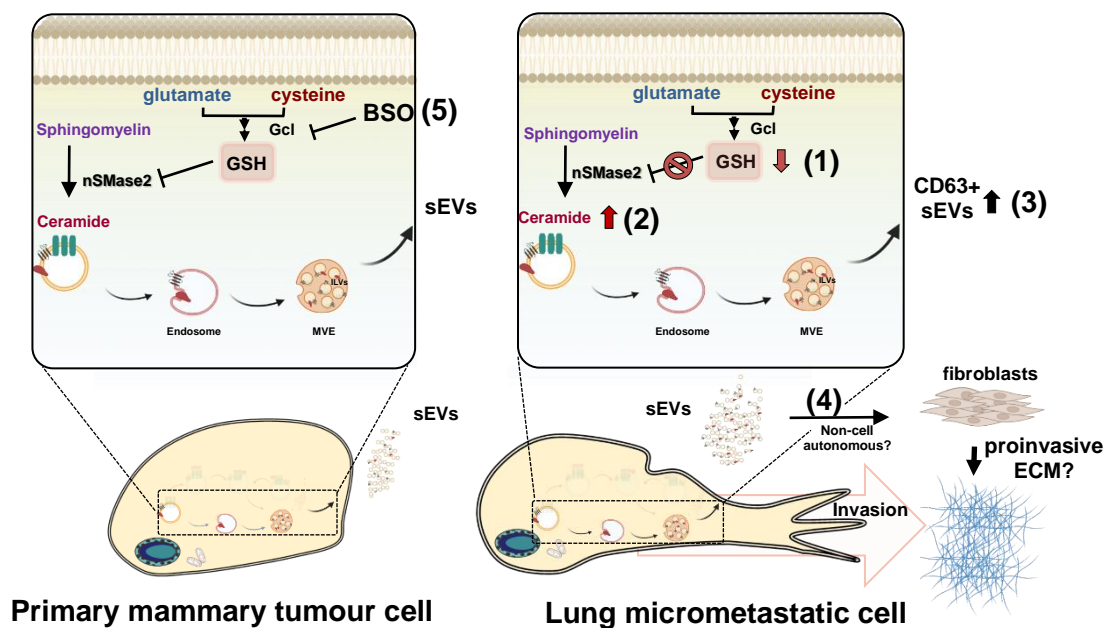 glutamate cysteine
BSO (5)
Sphingomyelin
Gcl
GSH
nSMase2
sEVs
Ceramide
ILVs
Endosome
MVE
glutamate cysteine
Gcl
Sphingomyelin
GSH
(1)
nSMase2
CD63+
sEVs
(3)
Ceramide
(2)
ILVs
Endosome
MVE
sEVs
sEVs
(4)
Non-cell
autonomous?
fibroblasts
proinvasive
ECM?
Invasion
Primary mammary tumour cell
Lung micrometastatic cell